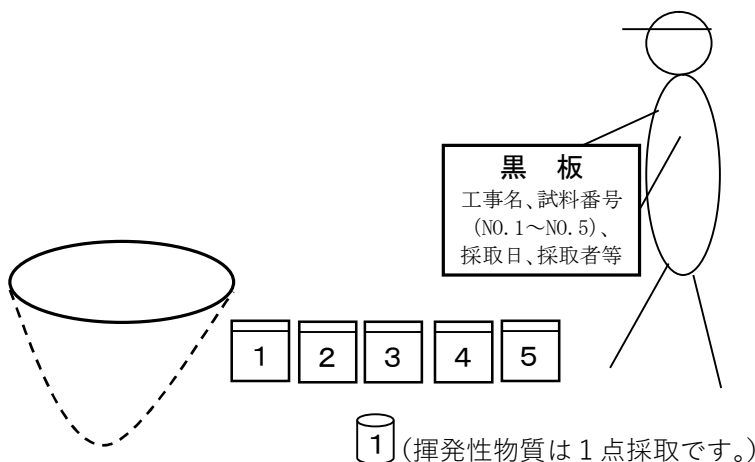 黒 板
工事名、試料番号
(NO.1～NO.5)、
採取日、採取者等
1 2 3 4 5
1 (揮発性物質は１点採取です。)